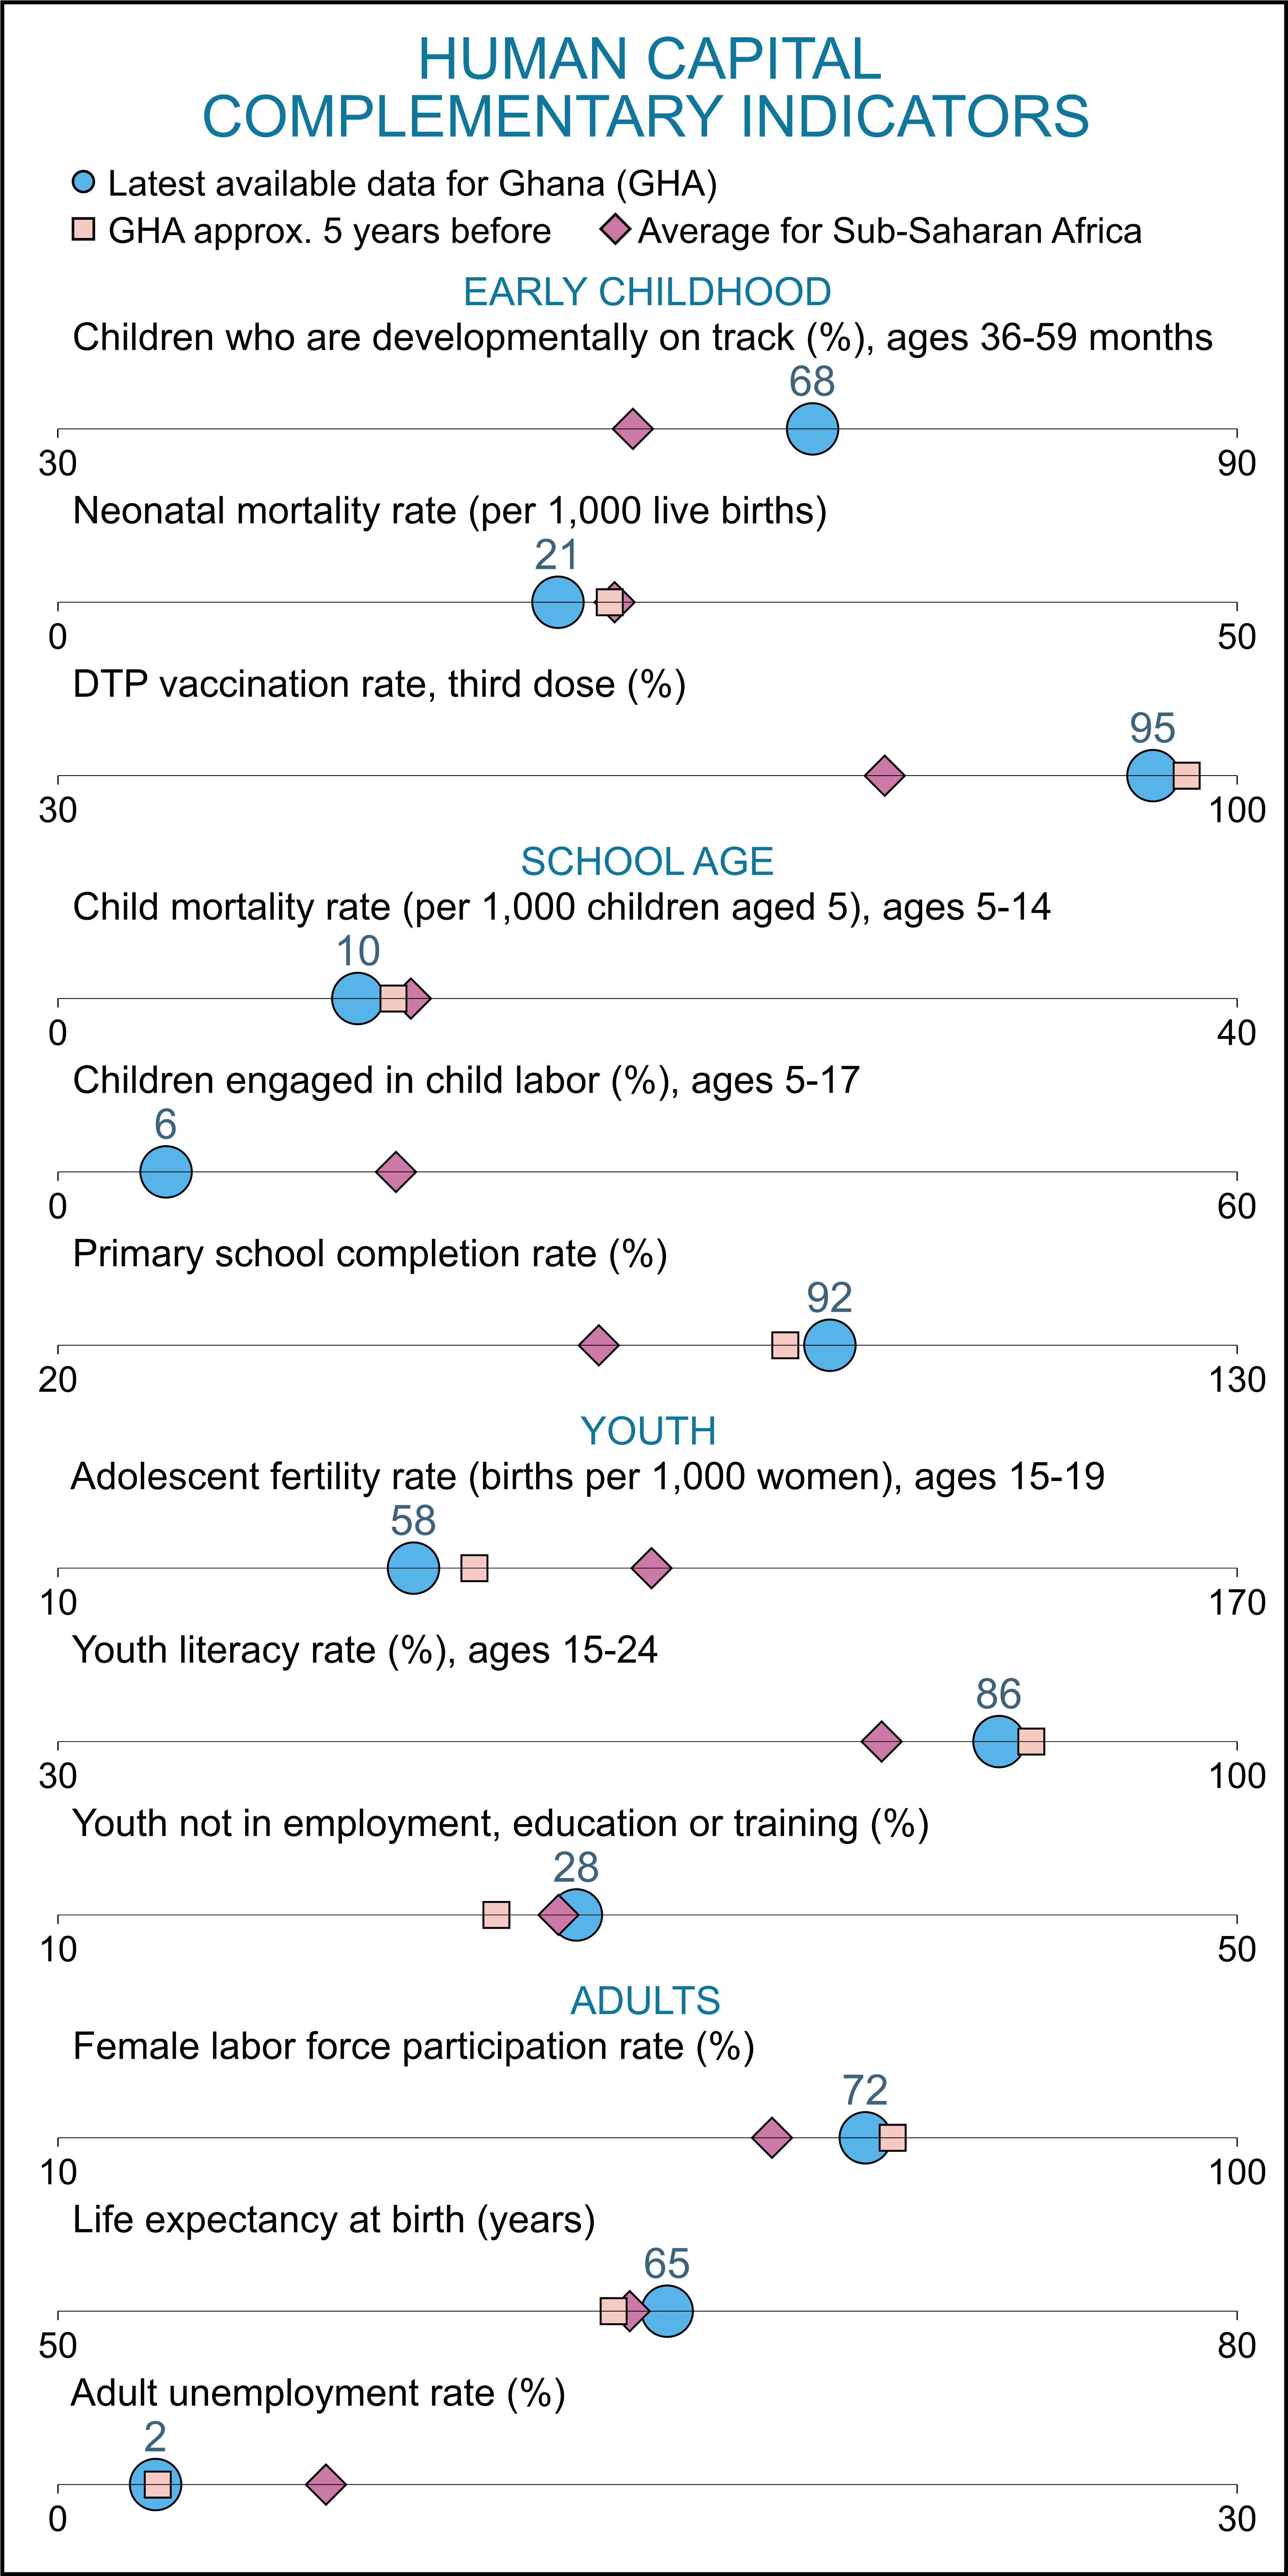 HUMAN CAPITAL
COMPLEMENTARY INDICATORS
Latest available data for Ghana (GHA)
GHA approx. 5 years before Average for Sub-Saharan Africa
EARLY CHILDHOOD
Children who are developmentally on track (%), ages 36-59 months
68
30 90
Neonatal mortality rate (per 1,000 live births)
21
0 50
DTP vaccination rate, third dose (%)
95
30 100
SCHOOL AGE
Child mortality rate (per 1,000 children aged 5), ages 5-14
10
0 40
Children engaged in child labor (%), ages 5-17
6
0 60
Primary school completion rate (%)
92
20 130
YOUTH
Adolescent fertility rate (births per 1,000 women), ages 15-19
58
10 170
Youth literacy rate (%), ages 15-24
86
30 100
Youth not in employment, education or training (%)
28
10 50
ADULTS
Female labor force participation rate (%)
72
10 100
Life expectancy at birth (years)
65
50 80
Adult unemployment rate (%)
2
0 30